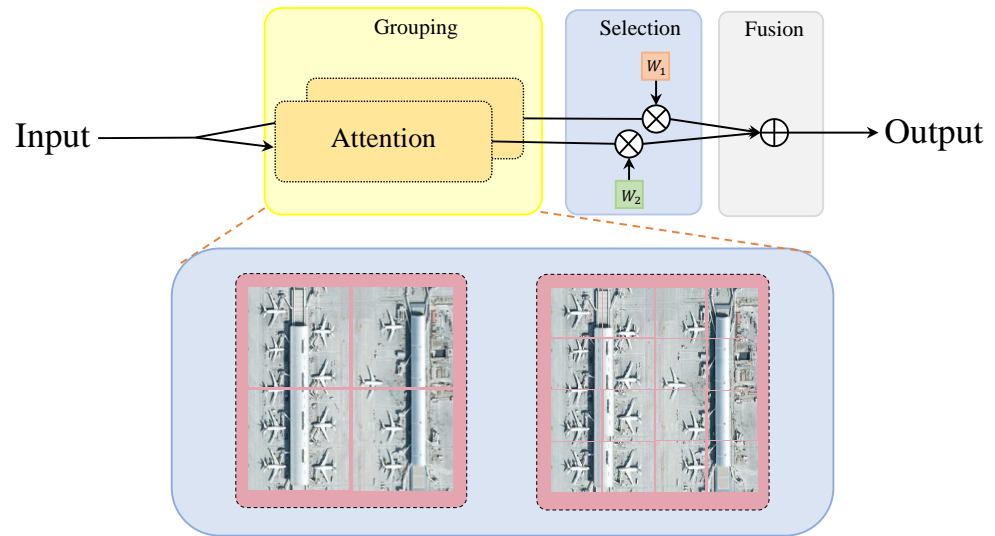 Grouping
Selection
Fusion
W1
Input
Attention
Output
W2